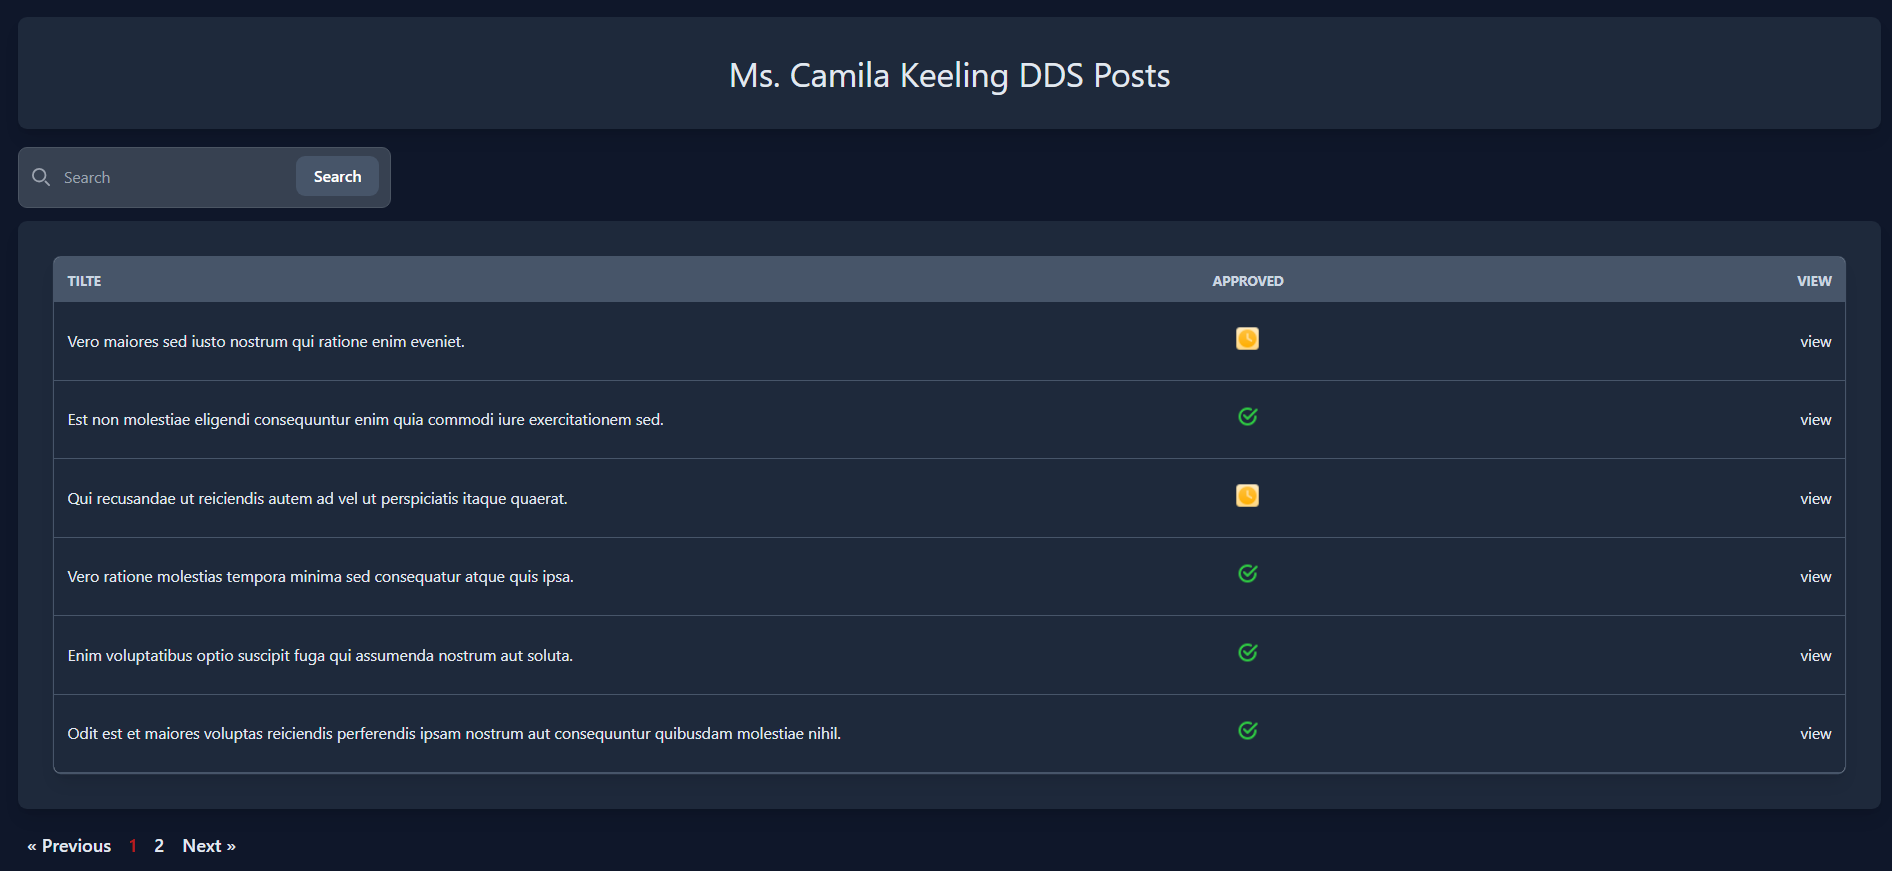 Ms. Camila Keeling DDS Posts
Search Search
TILTE APPROVED VIEW
Vero maiores sed iusto nostrum qui ratione enim eveniet. view
Est non molestiae eligendi consequuntur enim quia commodi iure exercitationem sed. view
Qui recusandae ut reiciendis autem ad vel ut perspiciatis itaque quaerat. view
Vero ratione molestias tempora minima sed consequatur atque quis ipsa. view
Enim voluptatibus optio suscipit fuga qui assumenda nostrum aut soluta. view
Odit est et maiores voluptas reiciendis perferendis ipsam nostrum aut consequuntur quibusdam molestiae nihil. view
« Previous 1 2 Next »